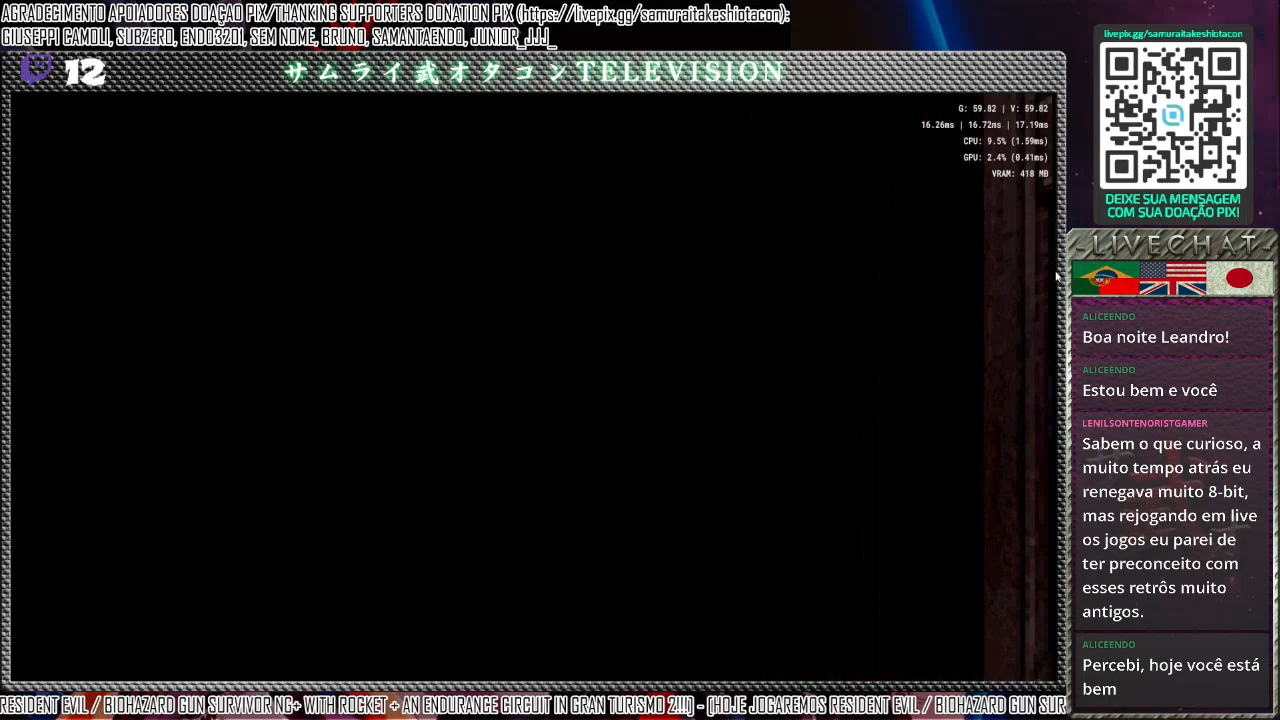 AGRADECIMENTO APOIADORES DOAÇÃO PIX/THANKING SUPPORTERS DONATION PIX (https://livepix.gg/samuraitakeshiotacon):
GIUSEPPI CAMOLI, SUBZERO, ENDO3201, SEM NOME, BRUNO, SAMANTAENDO, JUNIOR_JJJ_
12
サムライ武オタコンTELEVISION
G: 59.82 | V: 59.82
16.26ms | 16.72ms | 17.19ms
CPU: 9.5% (1.59ms)
GPU: 2.4% (0.41ms)
VRAM: 418 MB
livepix.gg/samuraitakeshiotacon
DEIXE SUA MENSAGEM
COM SUA DOAÇÃO PIX!
-LIVECHAT-
ALICEENDO
Boa noite Leandro!
ALICEENDO
Estou bem e você
LENILSONTENORISTGAMER
Sabem o que curioso, a
muito tempo atrás eu
renegava muito 8-bit,
mas rejogando em live
os jogos eu parei de
ter preconceito com
esses retrôs muito
antigos.
ALICEENDO
Percebi, hoje você está
bem
RESIDENT EVIL / BIOHAZARD GUN SURVIVOR NG+ WITH ROCKET + AN ENDURANCE CIRCUIT IN GRAN TURISMO 2!!!) - (HOJE JOGAREMOS RESIDENT EVIL / BIOHAZARD GUN SUR